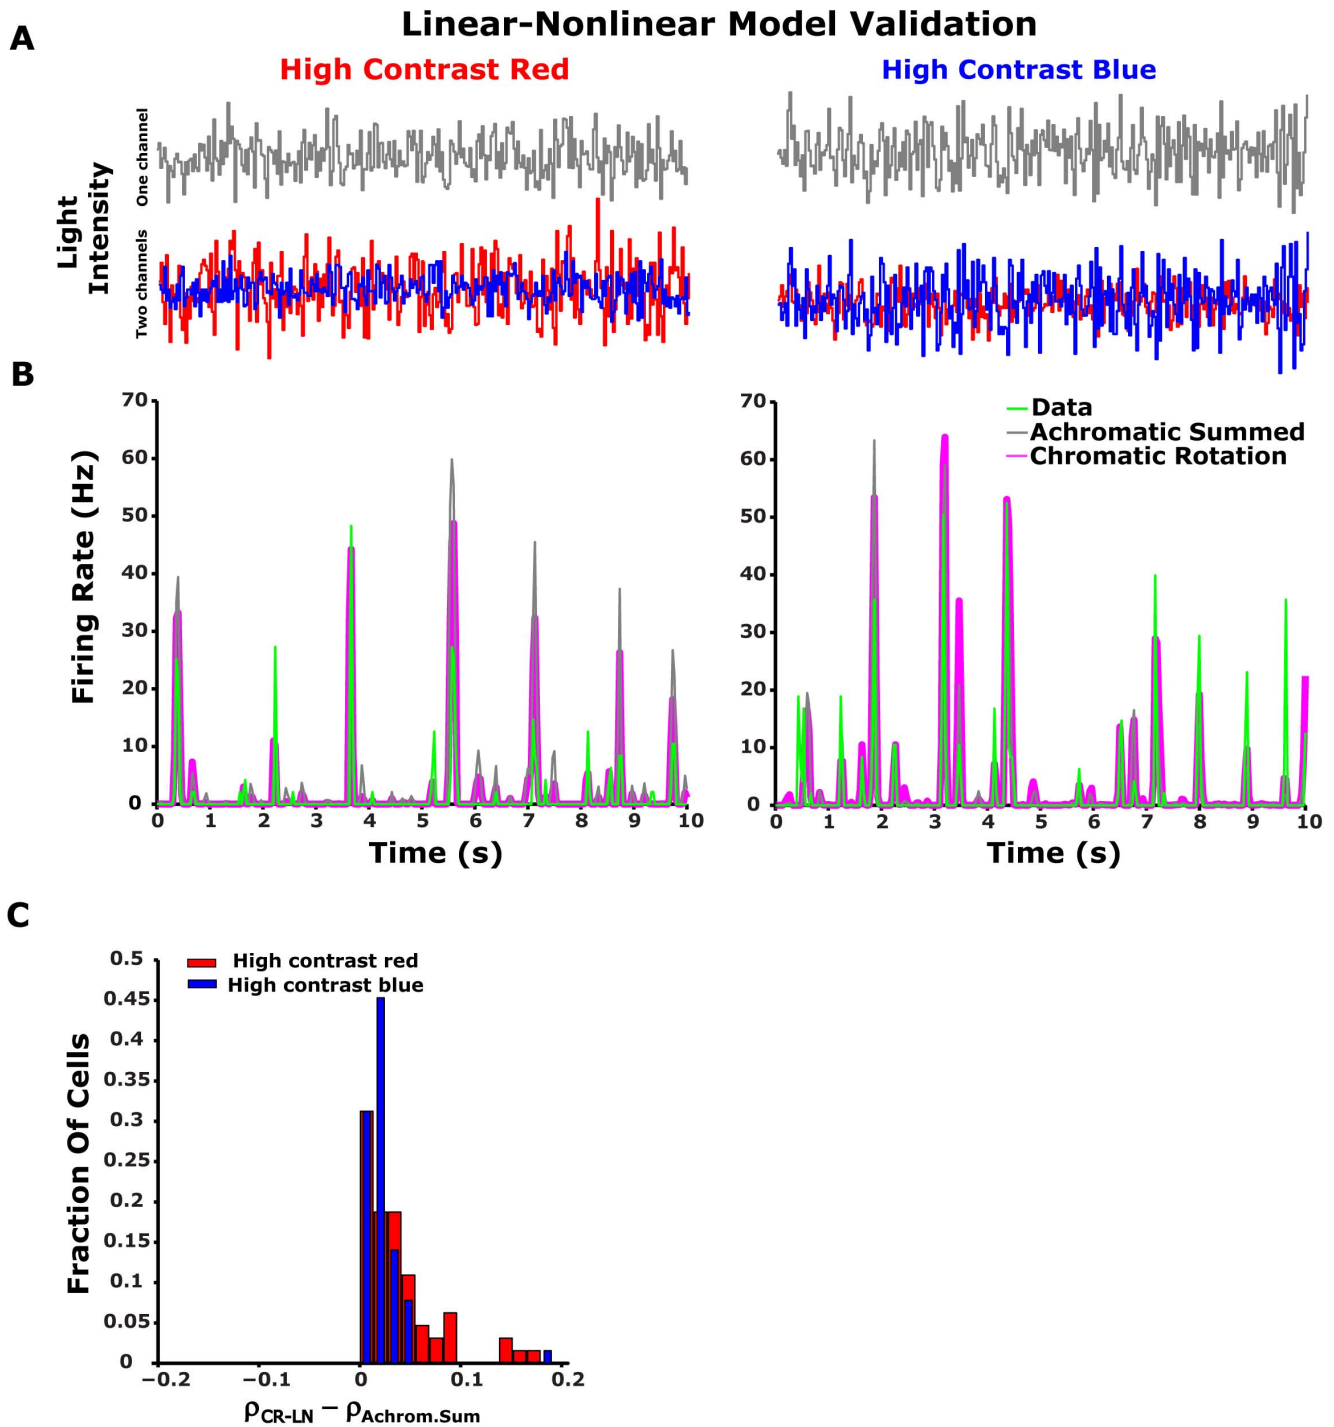 Linear–Nonlinear Model Validation
A
High Contrast Red
High Contrast Blue
Light
Intensity
One channel
Two channels
B
Firing Rate (Hz)
70
60
50
40
30
20
10
0
0 1 2 3 4 5 6 7 8 9 10
Time (s)
70
60
50
40
30
20
10
0
0 1 2 3 4 5 6 7 8 9 10
Time (s)
Data
Achromatic Summed
Chromatic Rotation
C
Fraction Of Cells
0.5
0.45
0.4
0.35
0.3
0.25
0.2
0.15
0.1
0.05
0
High contrast red
High contrast blue
−0.2 −0.1 0 0.1 0.2
ρCR-LN − ρAchrom.Sum